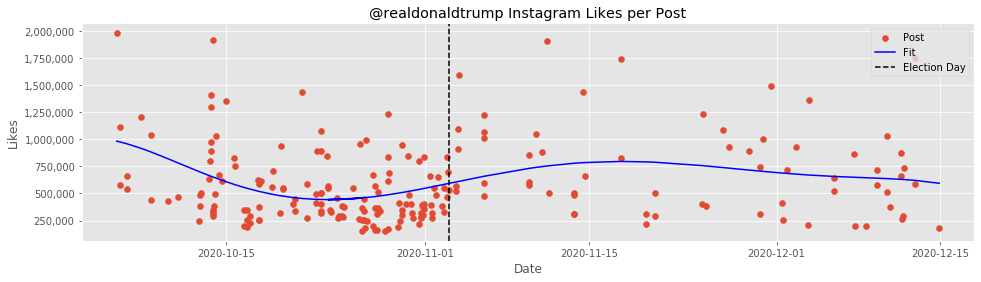 @realdonaldtrump Instagram Likes per Post
2,000,000
1,750,000
1,500,000
1,250,000
1,000,000
750,000
500,000
250,000
Likes
Post
Fit
Election Day
2020-10-15
2020-11-01
2020-11-15
2020-12-01
2020-12-15
Date